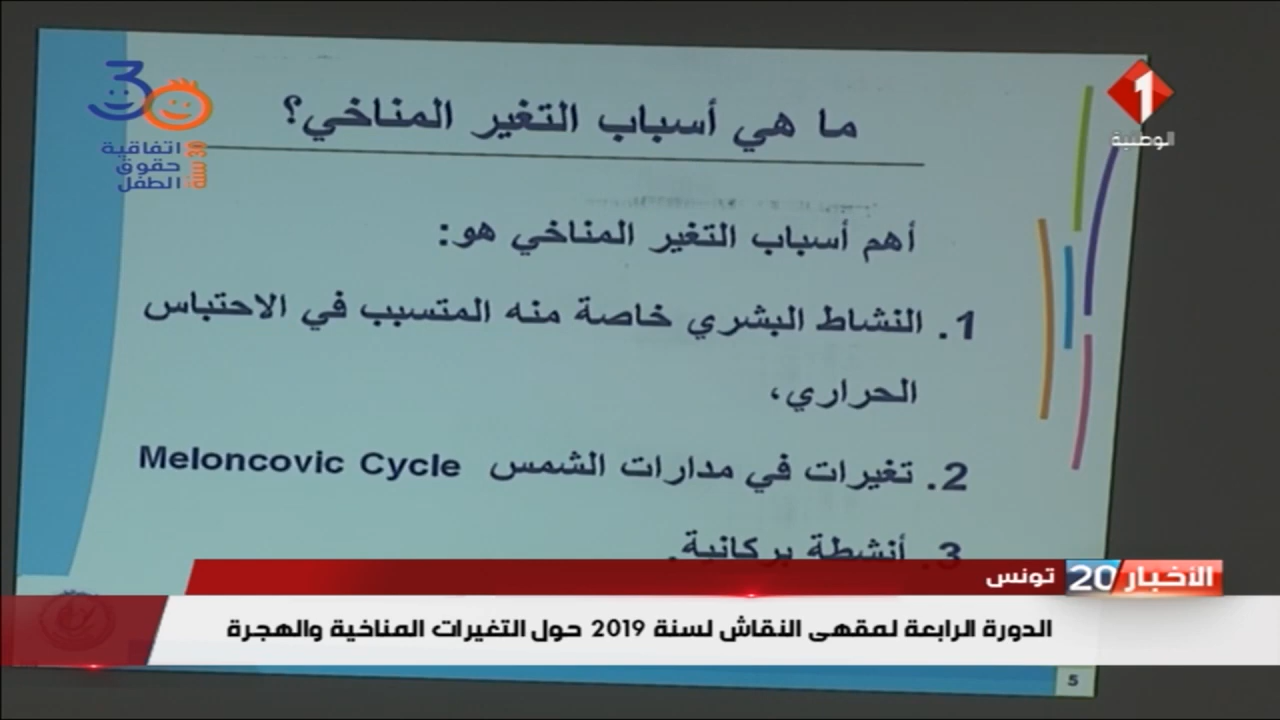 30
اتفاقية
حقوق
الطفل
30 سنة
1
الوطنية
ما هي أسباب التغير المناخي؟
أهم أسباب التغير المناخي هو:
1. النشاط البشري خاصة منه المتسبب في الاحتباس
الحراري،
2. تغيرات في مدارات الشمس Meloncovic Cycle
3. أنشطة بركانية.
الأخبار 20 تونس
الدورة الرابعة لمقهى النقاش لسنة 2019 حول التغيرات المناخية والهجرة
5